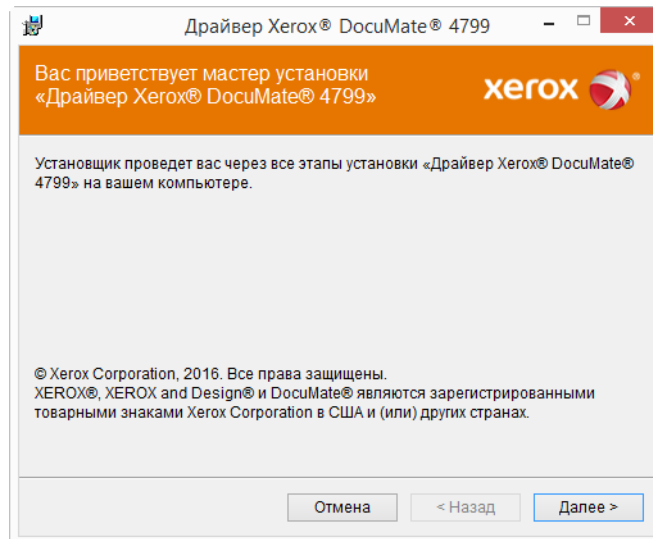 Драйвер Xerox® DocuMate® 4799
Вас приветствует мастер установки
«Драйвер Xerox® DocuMate® 4799»
xerox ®
Установщик проведет вас через все этапы установки «Драйвер Xerox® DocuMate®
4799» на вашем компьютере.
© Xerox Corporation, 2016. Все права защищены.
XEROX®, XEROX and Design® и DocuMate® являются зарегистрированными
товарными знаками Xerox Corporation в США и (или) других странах.
Отмена < Назад Далее >